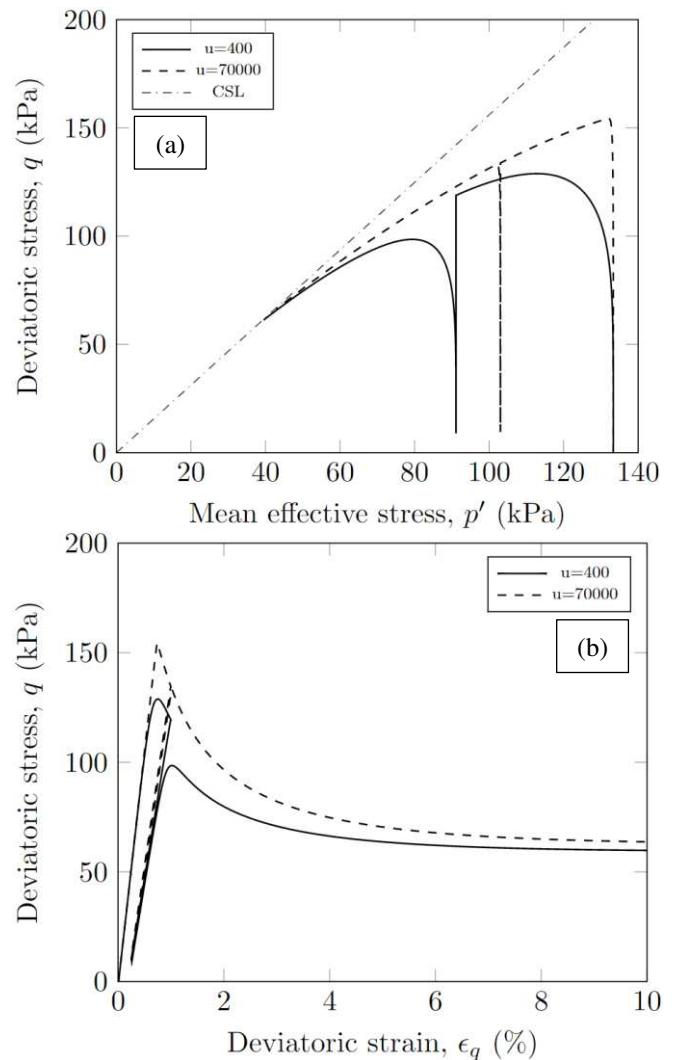 200
150
100
50
0
Deviatoric stress, q (kPa)
u=400
u=70000
CSL
(a)
0 20 40 60 80 100 120 140
Mean effective stress, p′ (kPa)
200
150
100
50
0
Deviatoric stress, q (kPa)
u=400
u=70000
(b)
0 2 4 6 8 10
Deviatoric strain, ϵq (%)